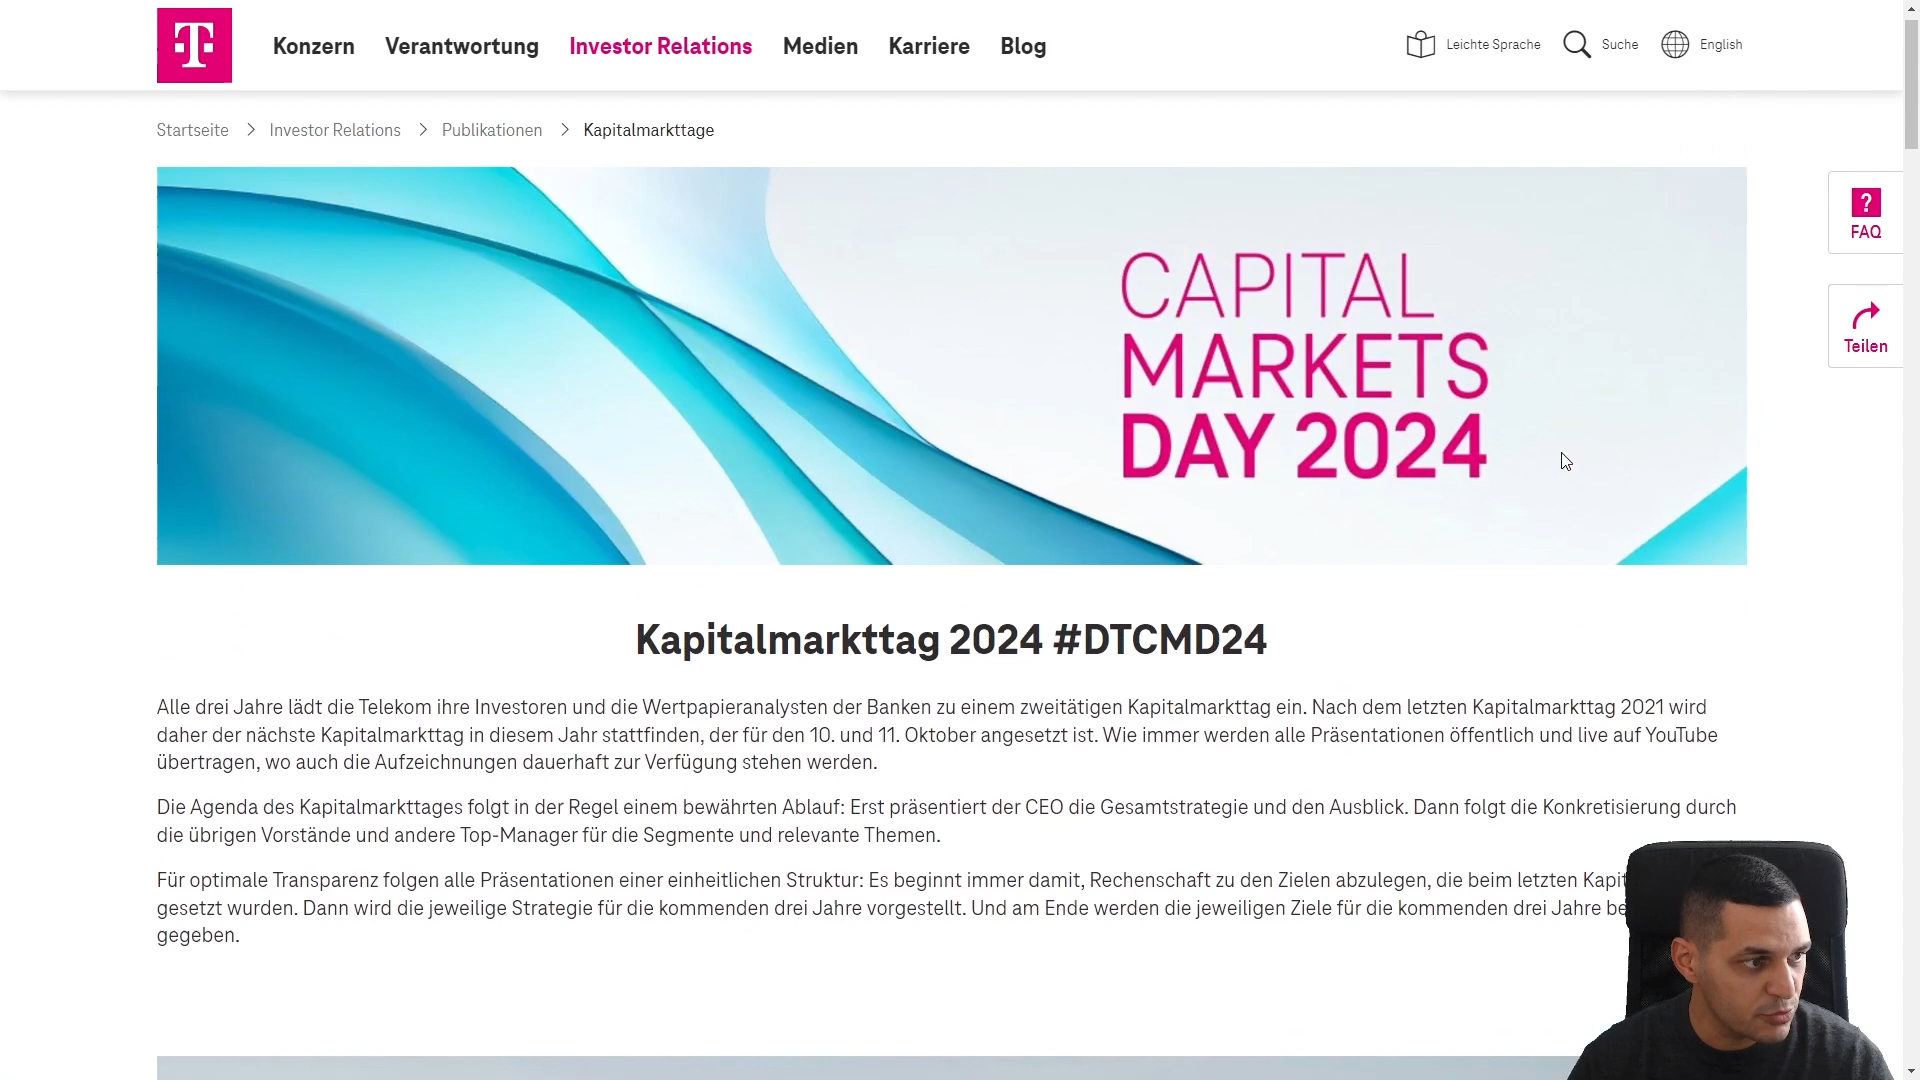 T
Konzern
Verantwortung
Investor Relations
Medien
Karriere
Blog
Leichte Sprache
Suche
English
Startseite
Investor Relations
Publikationen
Kapitalmarkttage
CAPITAL
MARKETS
DAY 2024
?
FAQ
Teilen
Kapitalmarkttag 2024 #DTCMD24
Alle drei Jahre lädt die Telekom ihre Investoren und die Wertpapieranalysten der Banken zu einem zweitätigen Kapitalmarkttag ein. Nach dem letzten Kapitalmarkttag 2021 wird
daher der nächste Kapitalmarkttag in diesem Jahr stattfinden, der für den 10. und 11. Oktober angesetzt ist. Wie immer werden alle Präsentationen öffentlich und live auf YouTube
übertragen, wo auch die Aufzeichnungen dauerhaft zur Verfügung stehen werden.
Die Agenda des Kapitalmarkttages folgt in der Regel einem bewährten Ablauf: Erst präsentiert der CEO die Gesamtstrategie und den Ausblick. Dann folgt die Konkretisierung durch
die übrigen Vorstände und andere Top-Manager für die Segmente und relevante Themen.
Für optimale Transparenz folgen alle Präsentationen einer einheitlichen Struktur: Es beginnt immer damit, Rechenschaft zu den Zielen abzulegen, die beim letzten
gesetzt wurden. Dann wird die jeweilige Strategie für die kommenden drei Jahre vorgestellt. Und am Ende werden die jeweiligen Ziele für die kommenden drei Jahre
gegeben.